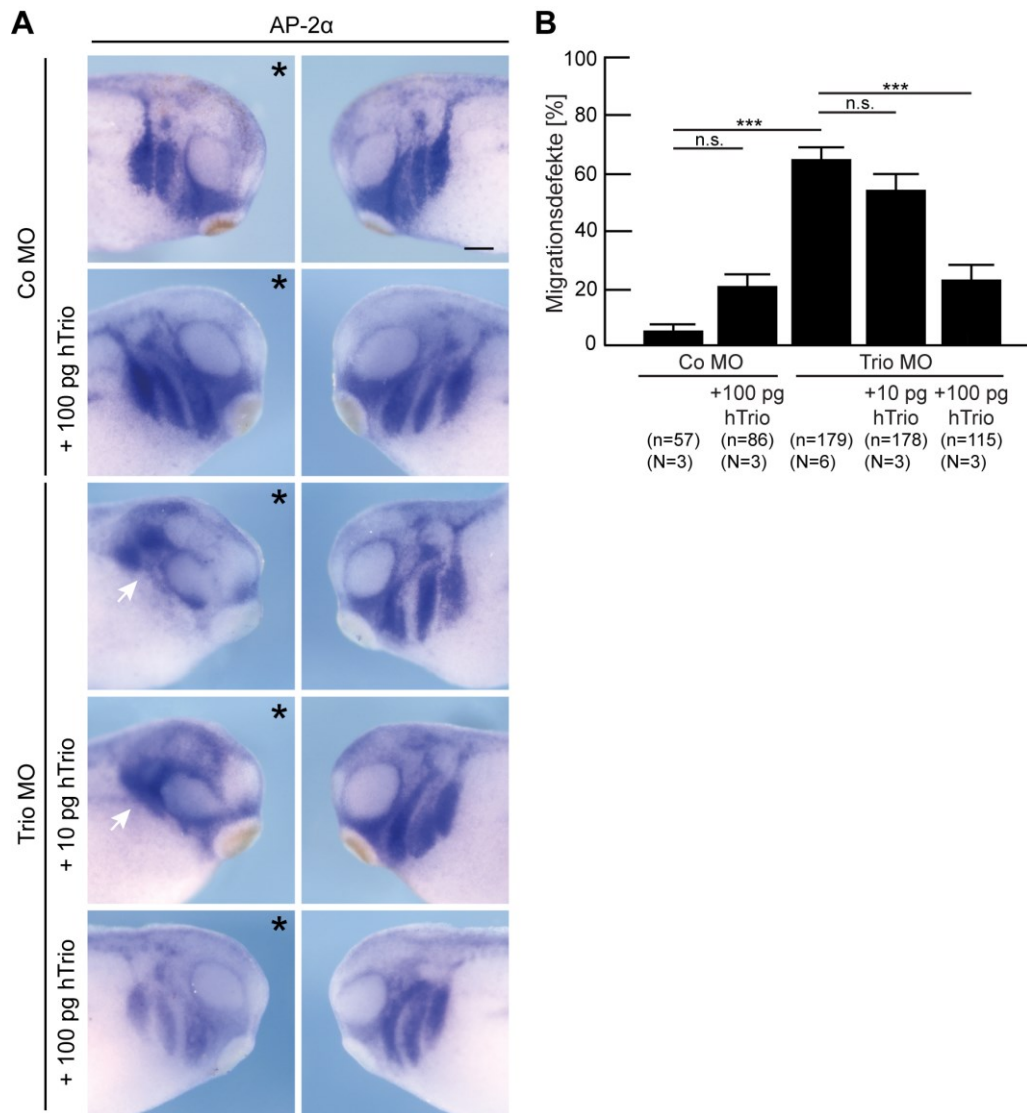 A
AP-2α
Co MO
*
+ 100 pg hTrio
*
Trio MO
*
+ 10 pg hTrio
*
+ 100 pg hTrio
*
B
Migrationsdefekte [%]
100
80
60
40
20
0
n.s.
***
n.s.
***
Co MO Trio MO
+100 pg +10 pg +100 pg
hTrio hTrio hTrio
(n=57) (n=86) (n=179) (n=178) (n=115)
(N=3) (N=3) (N=6) (N=3) (N=3)